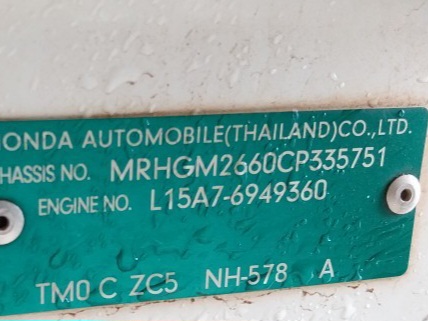 ONDA AUTOMOBILE(THAILAND)CO.,LTD.
HASSIS NO. MRHGM2660CP335751
ENGINE NO. L15A7-6949360
TM0 C ZC5 NH-578 A